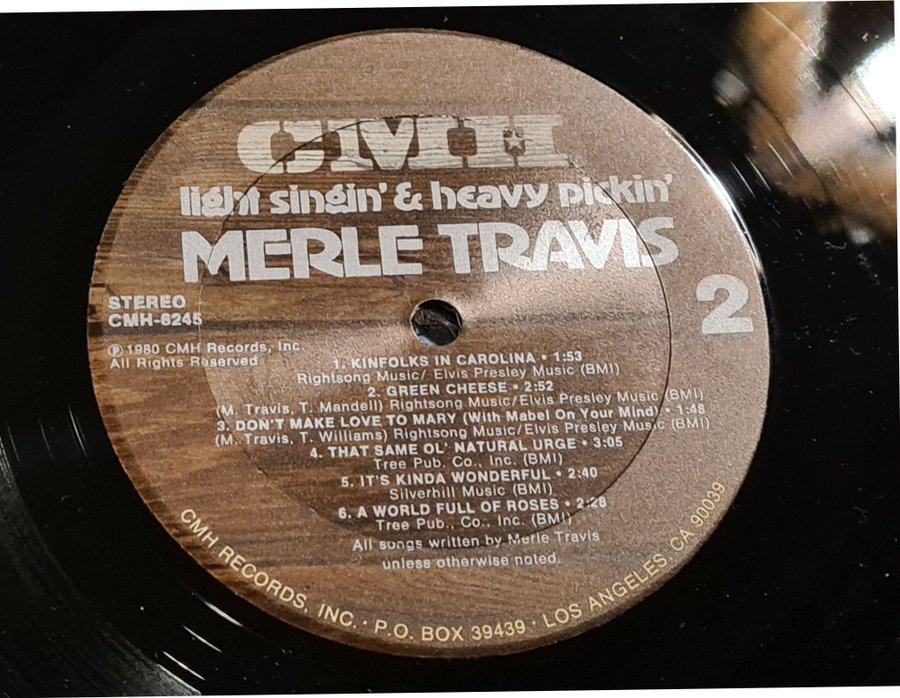 CMH
light singin' & heavy pickin'
MERLE TRAVIS
2
STEREO
CMH-6245
℗ 1980 CMH Records, Inc.
All Rights Reserved
1. KINFOLKS IN CAROLINA • 1:53
Rightsong Music/ Elvis Presley Music (BMI)
2. GREEN CHEESE • 2:52
(M. Travis, T. Mandell) Rightsong Music/Elvis Presley Music (BMI)
3. DON'T MAKE LOVE TO MARY (With Mabel On Your Mind) • 1:48
(M. Travis, T. Williams) Rightsong Music/Elvis Presley Music (BMI)
4. THAT SAME OL' NATURAL URGE • 3:05
Tree Pub. Co., Inc. (BMI)
5. IT'S KINDA WONDERFUL • 2:40
Silverhill Music (BMI)
6. A WORLD FULL OF ROSES • 2:28
Tree Pub., Co., Inc. (BMI)
All songs written by Merle Travis
unless otherwise noted.
CMH RECORDS, INC. • P.O. BOX 39439 • LOS ANGELES, CA 90039